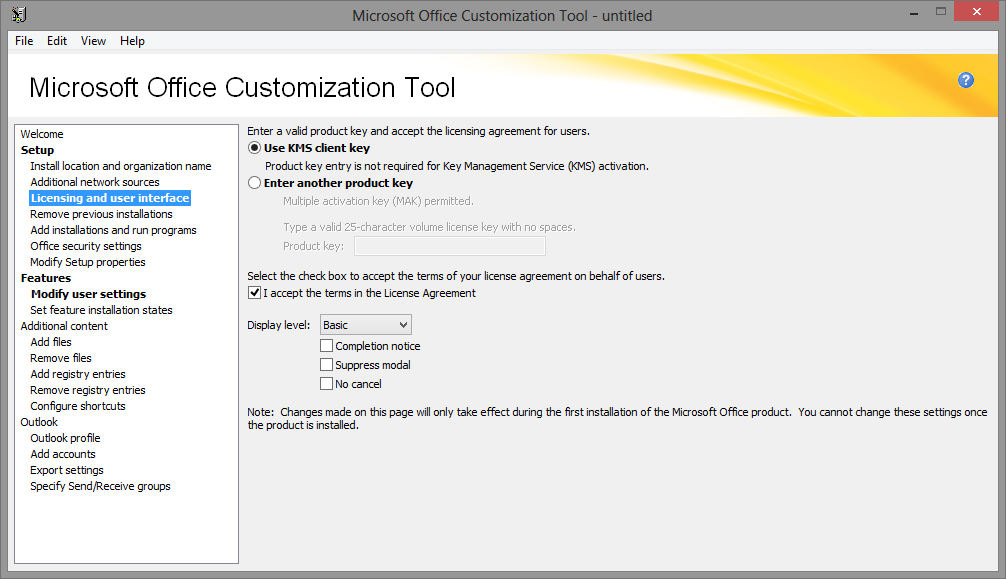 Microsoft Office Customization Tool - untitled
File Edit View Help
Microsoft Office Customization Tool
?
Welcome
Setup
Install location and organization name
Additional network sources
Licensing and user interface
Remove previous installations
Add installations and run programs
Office security settings
Modify Setup properties
Features
Modify user settings
Set feature installation states
Additional content
Add files
Remove files
Add registry entries
Remove registry entries
Configure shortcuts
Outlook
Outlook profile
Add accounts
Export settings
Specify Send/Receive groups
Enter a valid product key and accept the licensing agreement for users.
Use KMS client key
Product key entry is not required for Key Management Service (KMS) activation.
Enter another product key
Multiple activation key (MAK) permitted.
Type a valid 25-character volume license key with no spaces.
Product key:
Select the check box to accept the terms of your license agreement on behalf of users.
I accept the terms in the License Agreement
Display level: Basic
Completion notice
Suppress modal
No cancel
Note: Changes made on this page will only take effect during the first installation of the Microsoft Office product. You cannot change these settings once
the product is installed.